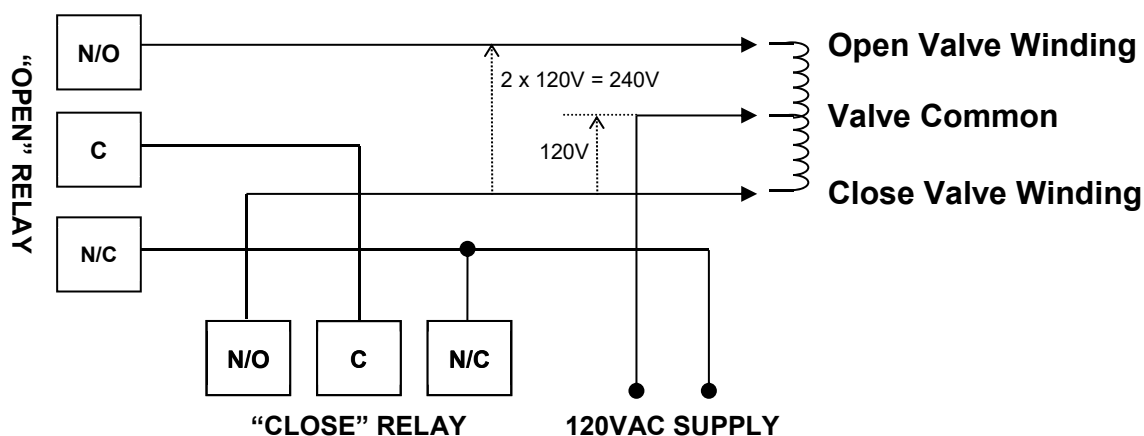 N/O
Open Valve Winding
2 x 120V = 240V
“OPEN” RELAY
C
Valve Common
120V
Close Valve Winding
N/C
N/O
C
N/C
“CLOSE” RELAY
120VAC SUPPLY